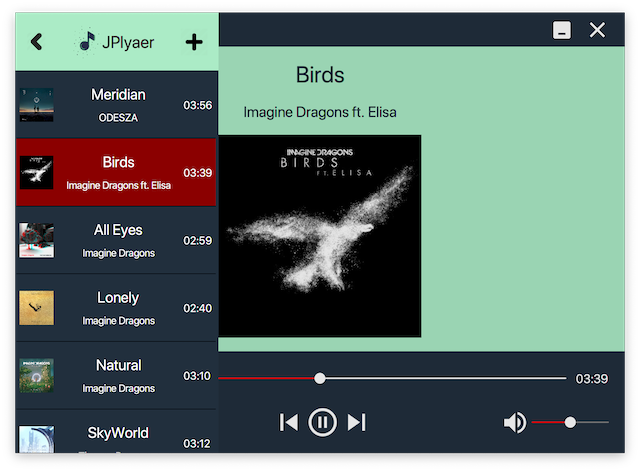 JPlyaer
Meridian
ODESZA
03:56
Birds
Imagine Dragons ft. Elisa
03:39
All Eyes
Imagine Dragons
02:59
Lonely
Imagine Dragons
02:40
Natural
Imagine Dragons
03:10
SkyWorld
03:12
Birds
Imagine Dragons ft. Elisa
IMAGINE DRAGONS
BIRDS
FT. ELISA
03:39